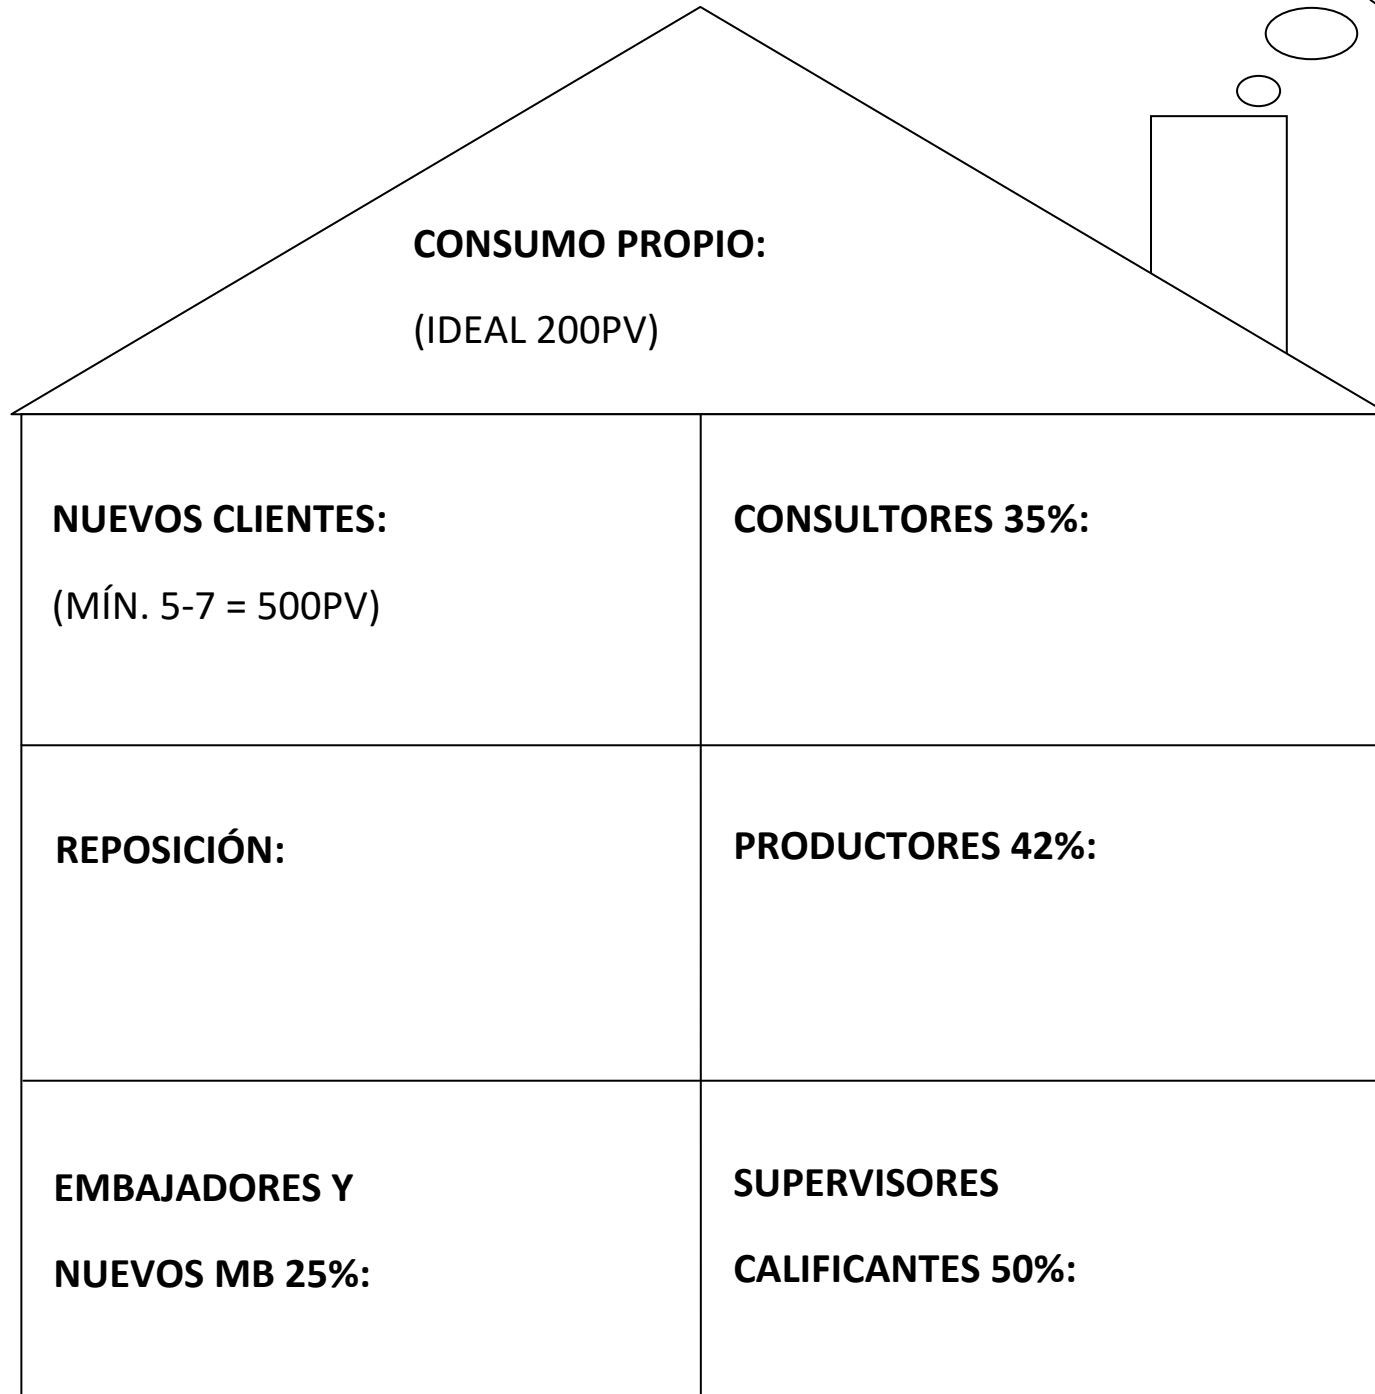 CONSUMO PROPIO:
(IDEAL 200PV)
NUEVOS CLIENTES:
(MÍN. 5-7 = 500PV)
CONSULTORES 35%:
REPOSICIÓN:
PRODUCTORES 42%:
EMBAJADORES Y
NUEVOS MB 25%:
SUPERVISORES
CALIFICANTES 50%: